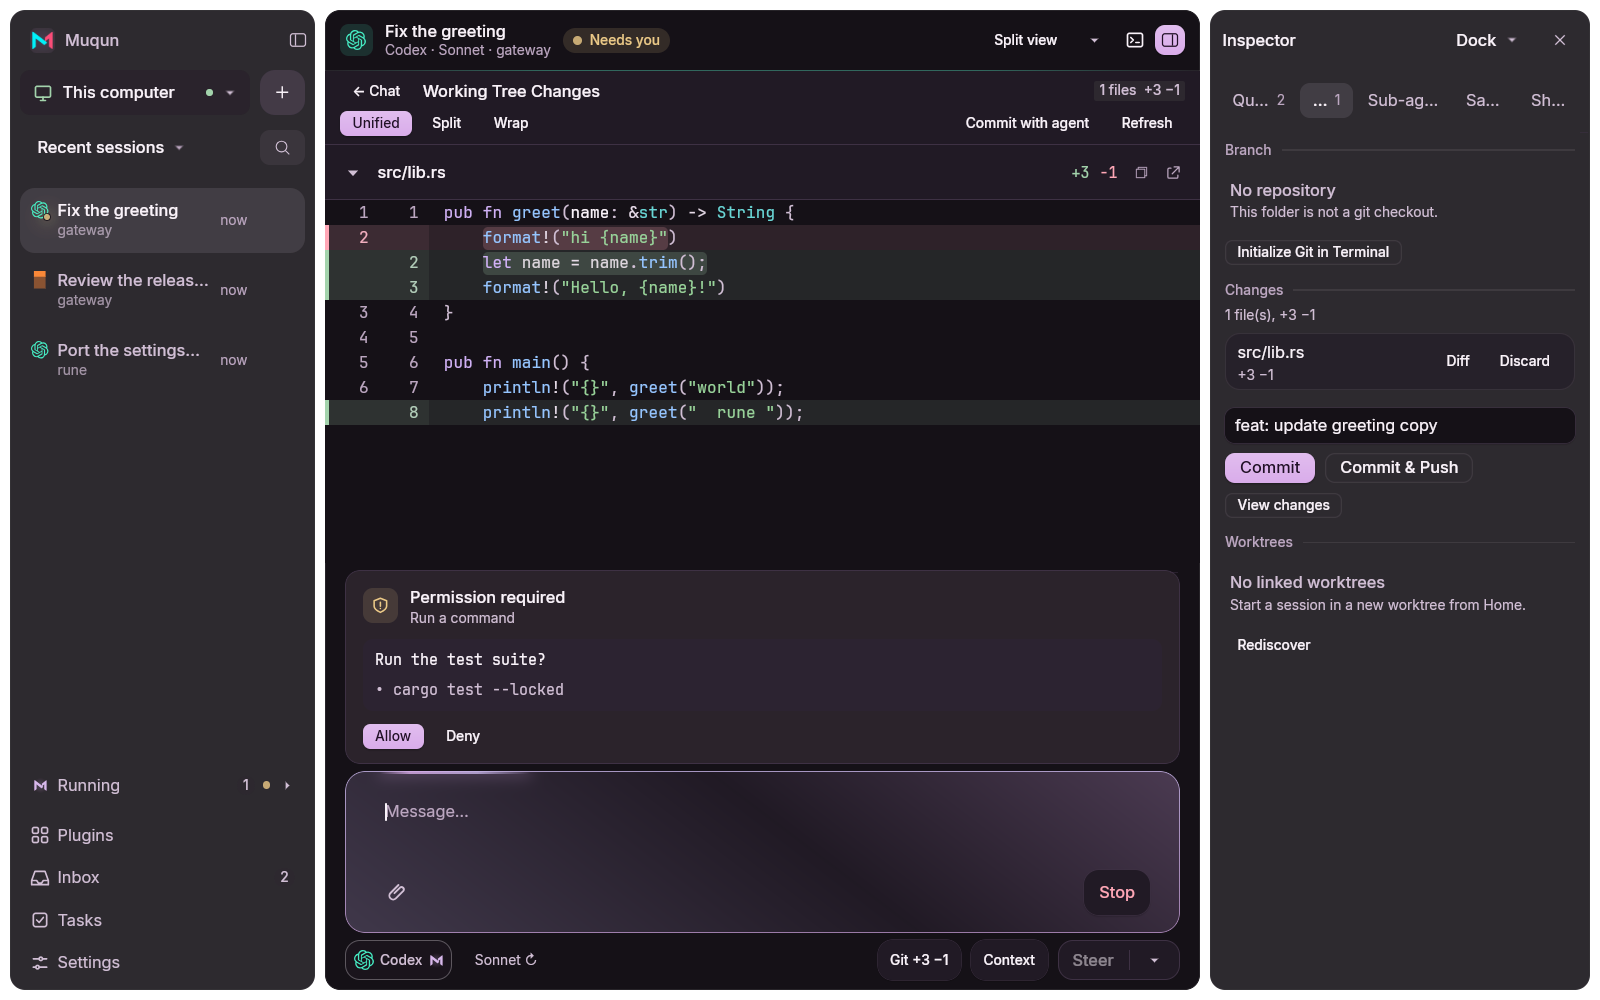 Muqun
This computer
Recent sessions
Fix the greeting
gateway
now
Review the releas...
gateway
now
Port the settings...
rune
now
Running 1
Plugins
Inbox 2
Tasks
Settings
Fix the greeting
Codex · Sonnet · gateway
Needs you
Split view
← Chat Working Tree Changes
1 files +3 −1
Unified Split Wrap
Commit with agent Refresh
src/lib.rs
+3 -1
1 1 pub fn greet(name: &str) -> String {
2 format!("hi {name}")
2 let name = name.trim();
3 format!("Hello, {name}!")
3 4 }
4 5
5 6 pub fn main() {
6 7 println!("{}", greet("world"));
8 println!("{}", greet("  rune "));
Permission required
Run a command
Run the test suite?
• cargo test --locked
Allow Deny
Message...
Stop
Codex
Sonnet
Git +3 −1
Context
Steer
Inspector
Dock
Qu... 2
... 1
Sub-ag...
Sa...
Sh...
Branch
No repository
This folder is not a git checkout.
Initialize Git in Terminal
Changes
1 file(s), +3 −1
src/lib.rs
+3 −1
Diff Discard
feat: update greeting copy
Commit Commit & Push
View changes
Worktrees
No linked worktrees
Start a session in a new worktree from Home.
Rediscover